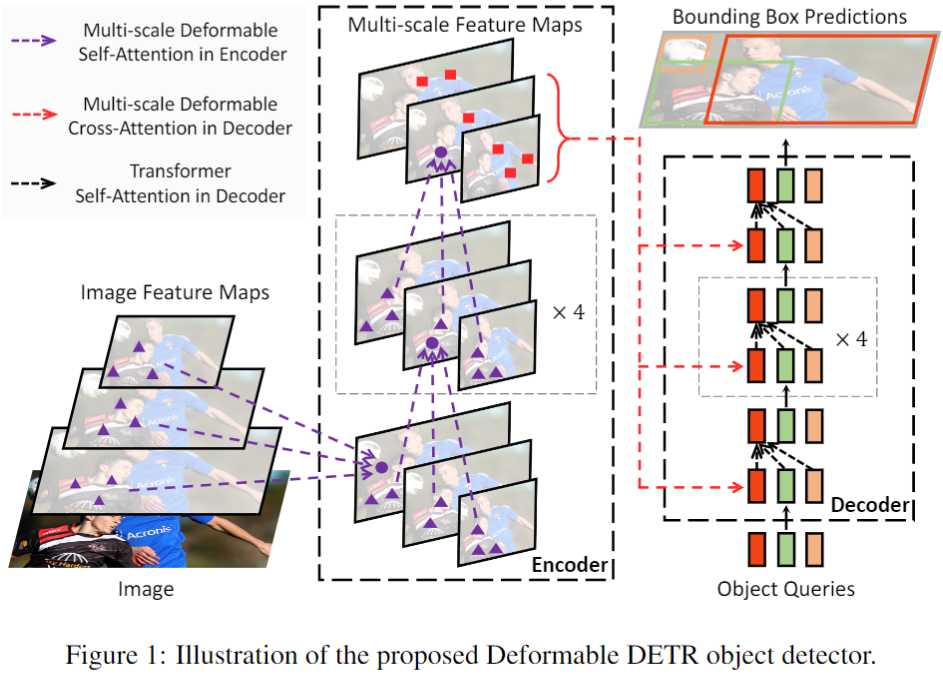 Multi-scale Deformable
Self-Attention in Encoder
Multi-scale Deformable
Cross-Attention in Decoder
Transformer
Self-Attention in Decoder
Multi-scale Feature Maps
Bounding Box Predictions
Acronis
× 4
× 4
Image Feature Maps
Acronis
Image
Encoder
Decoder
Object Queries
Figure 1: Illustration of the proposed Deformable DETR object detector.